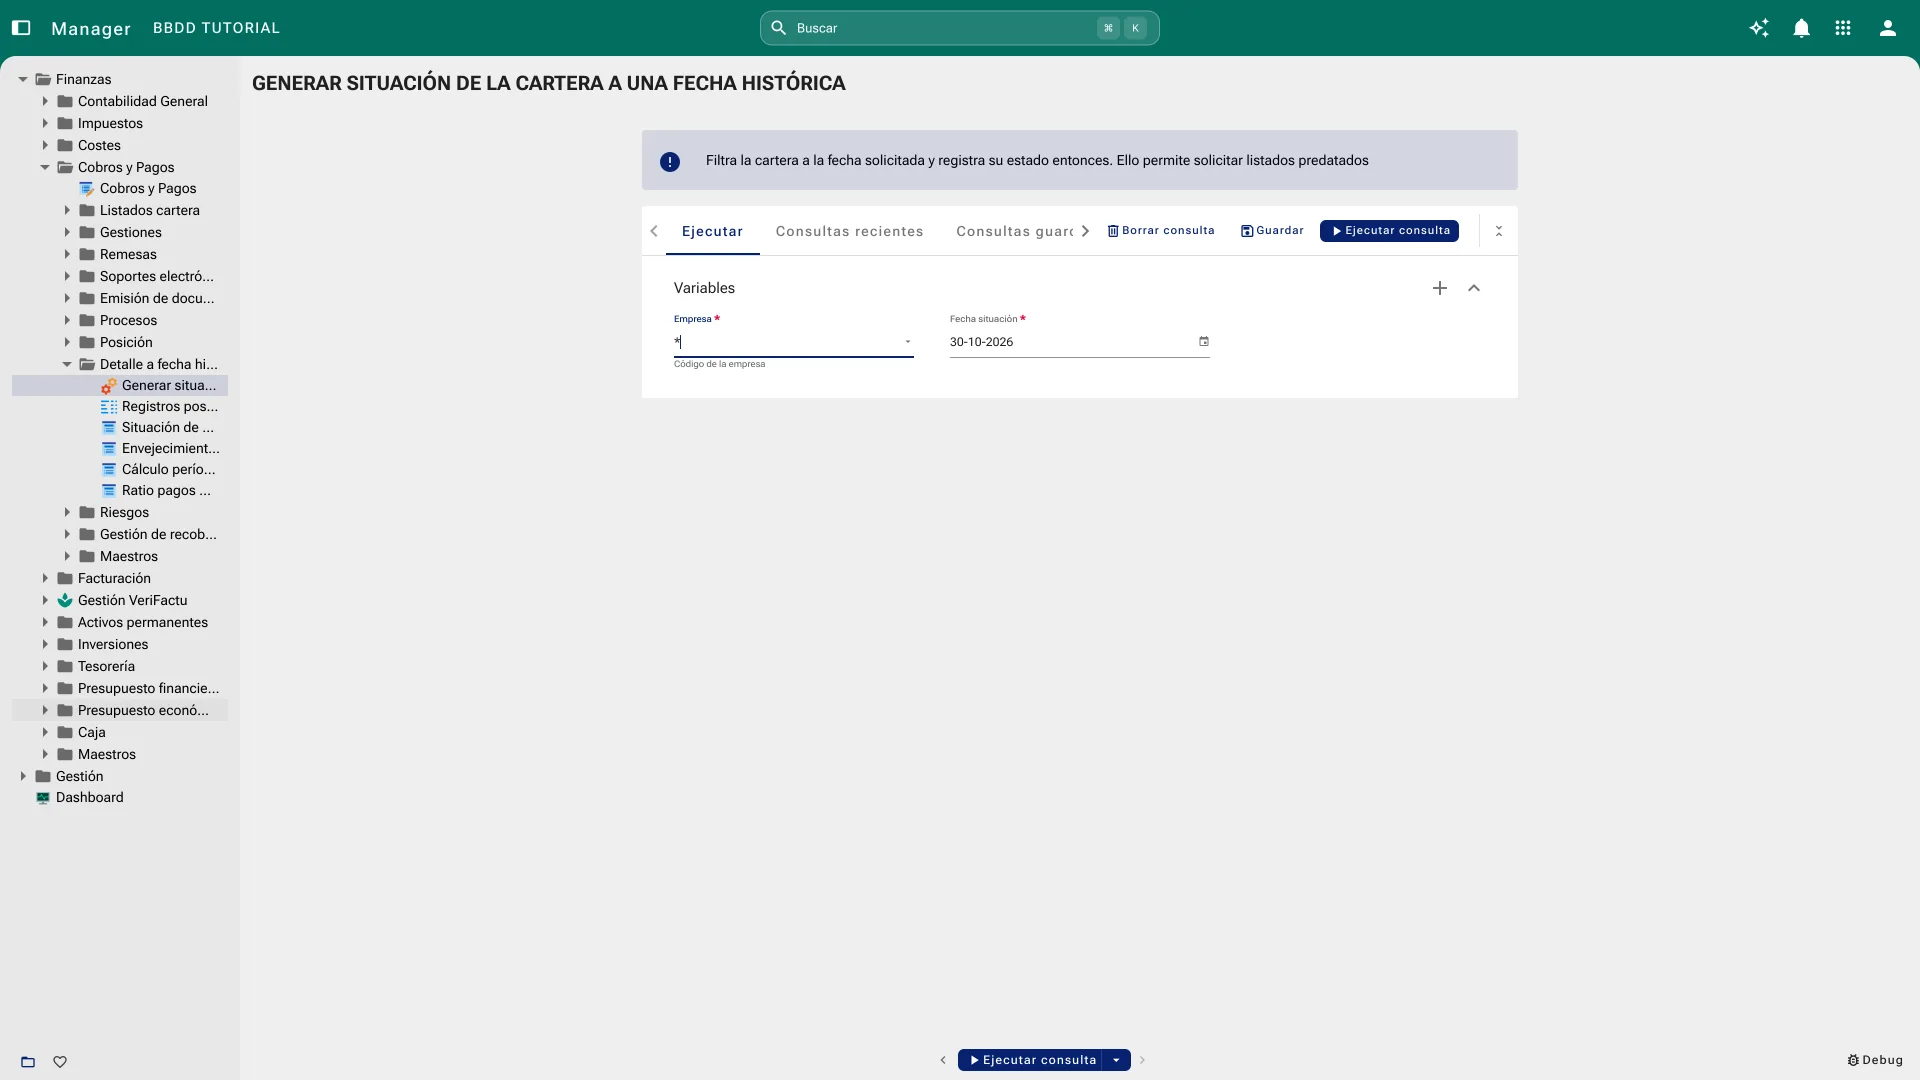 Manager BBDD TUTORIAL
Buscar ⌘ K
Finanzas
Contabilidad General
Impuestos
Costes
Cobros y Pagos
Cobros y Pagos
Listados cartera
Gestiones
Remesas
Soportes electró...
Emisión de docu...
Procesos
Posición
Detalle a fecha hi...
Generar situa...
Registros pos...
Situación de ...
Envejecimient...
Cálculo perío...
Ratio pagos ...
Riesgos
Gestión de recob...
Maestros
Facturación
Gestión VeriFactu
Activos permanentes
Inversiones
Tesorería
Presupuesto financie...
Presupuesto econó...
Caja
Maestros
Gestión
Dashboard
GENERAR SITUACIÓN DE LA CARTERA A UNA FECHA HISTÓRICA
Filtra la cartera a la fecha solicitada y registra su estado entonces. Ello permite solicitar listados predatados
Ejecutar Consultas recientes Consultas guarc Borrar consulta Guardar Ejecutar consulta
Variables
Empresa * Fecha situación *
* 30-10-2026
Código de la empresa
Ejecutar consulta
Debug